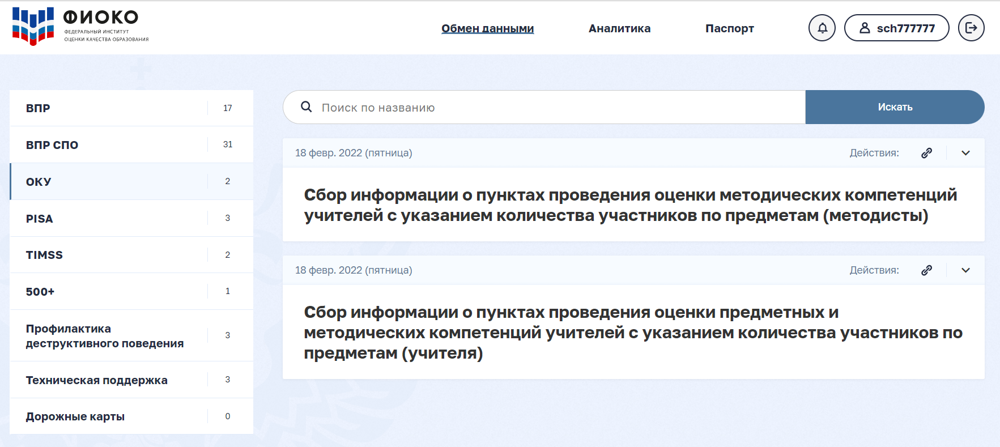 ФИОКО
ФЕДЕРАЛЬНЫЙ ИНСТИТУТ
ОЦЕНКИ КАЧЕСТВА ОБРАЗОВАНИЯ
Обмен данными
Аналитика
Паспорт
sch777777
ВПР 17
ВПР СПО 31
ОКУ 2
PISA 3
TIMSS 2
500+ 1
Профилактика
деструктивного поведения 3
Техническая поддержка 3
Дорожные карты 0
Поиск по названию
Искать
18 февр. 2022 (пятница)
Действия:
Сбор информации о пунктах проведения оценки методических компетенций
учителей с указанием количества участников по предметам (методисты)
18 февр. 2022 (пятница)
Действия:
Сбор информации о пунктах проведения оценки предметных и
методических компетенций учителей с указанием количества участников по
предметам (учителя)